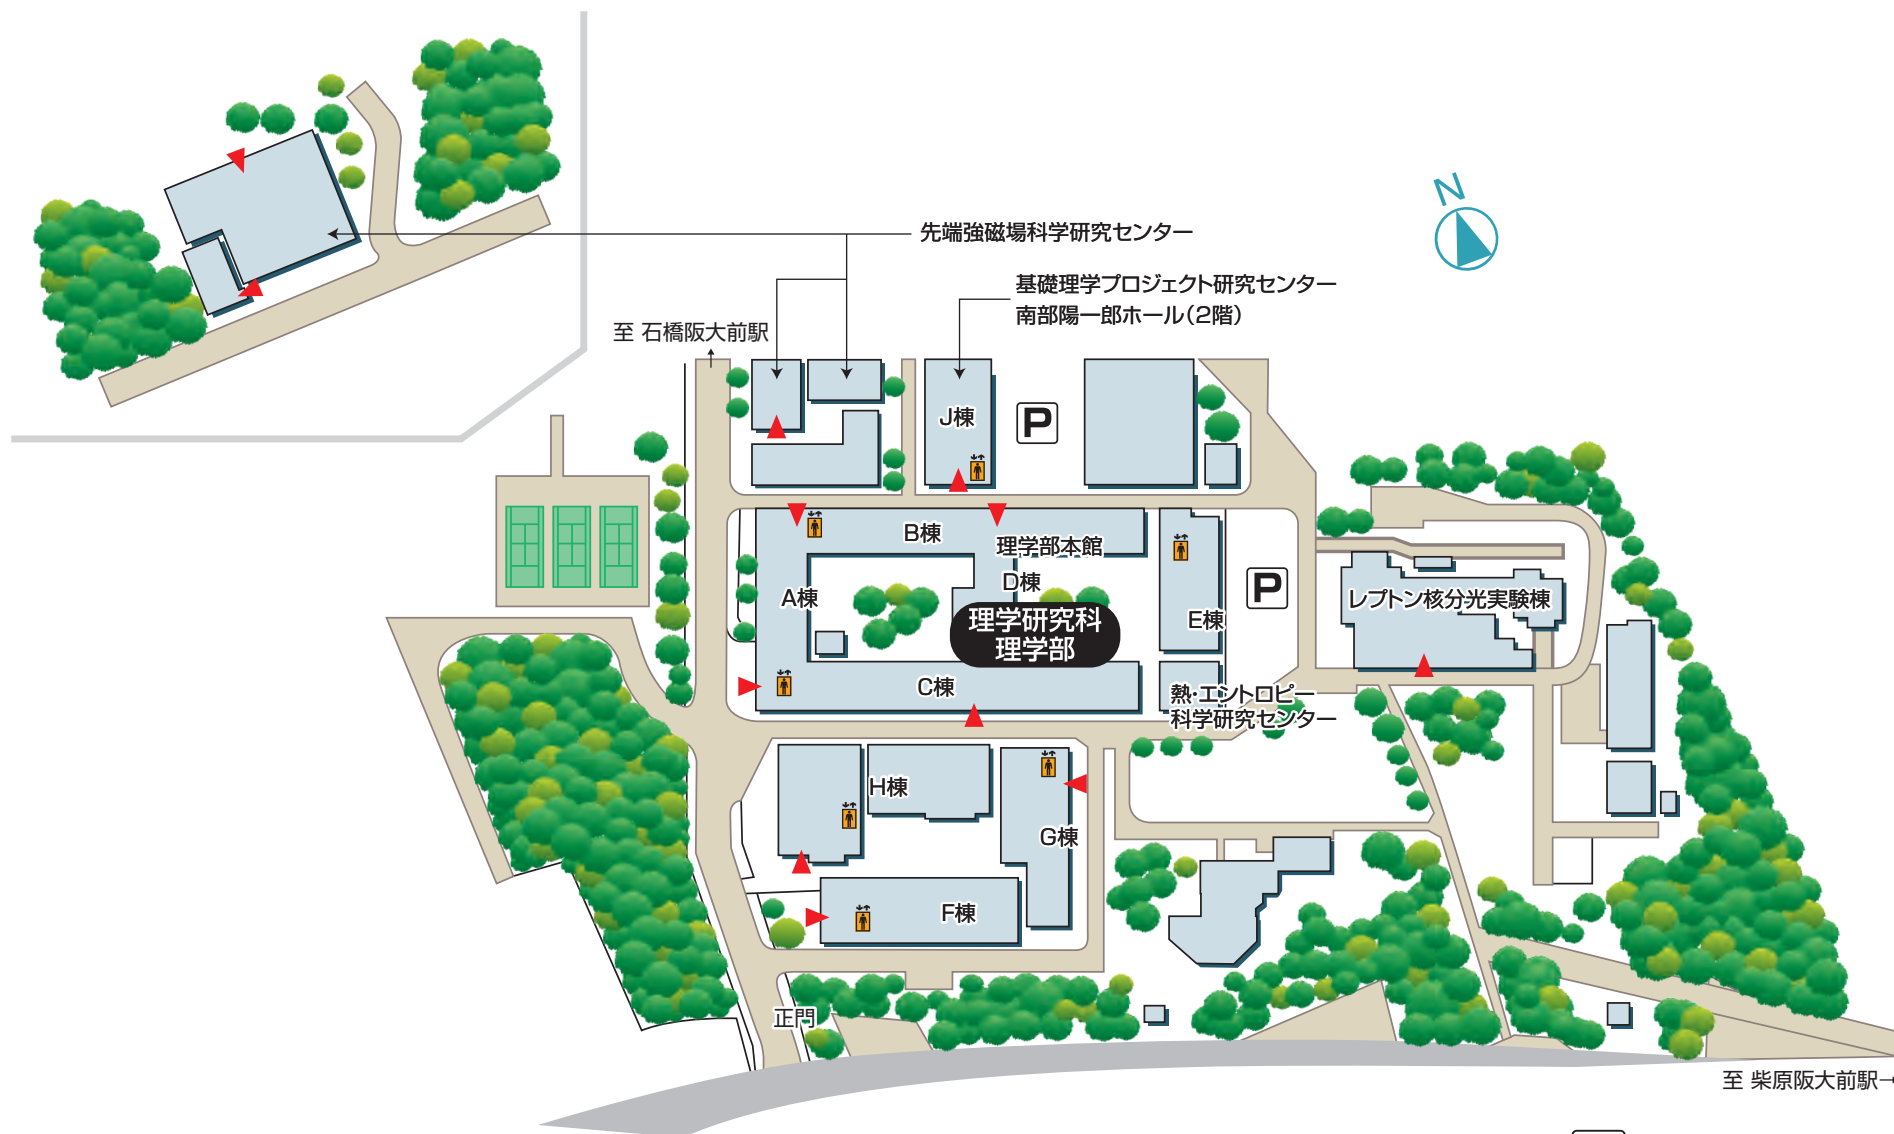 N
先端強磁場科学研究センター
基礎理学プロジェクト研究センター
南部陽一郎ホール(2階)
至 石橋阪大前駅
J棟
P
B棟
理学部本館
D棟
A棟
理学研究科
理学部
E棟
P
レプトン核分光実験棟
C棟
熱・エントロピー
科学研究センター
H棟
G棟
F棟
正門
至 柴原阪大前駅→